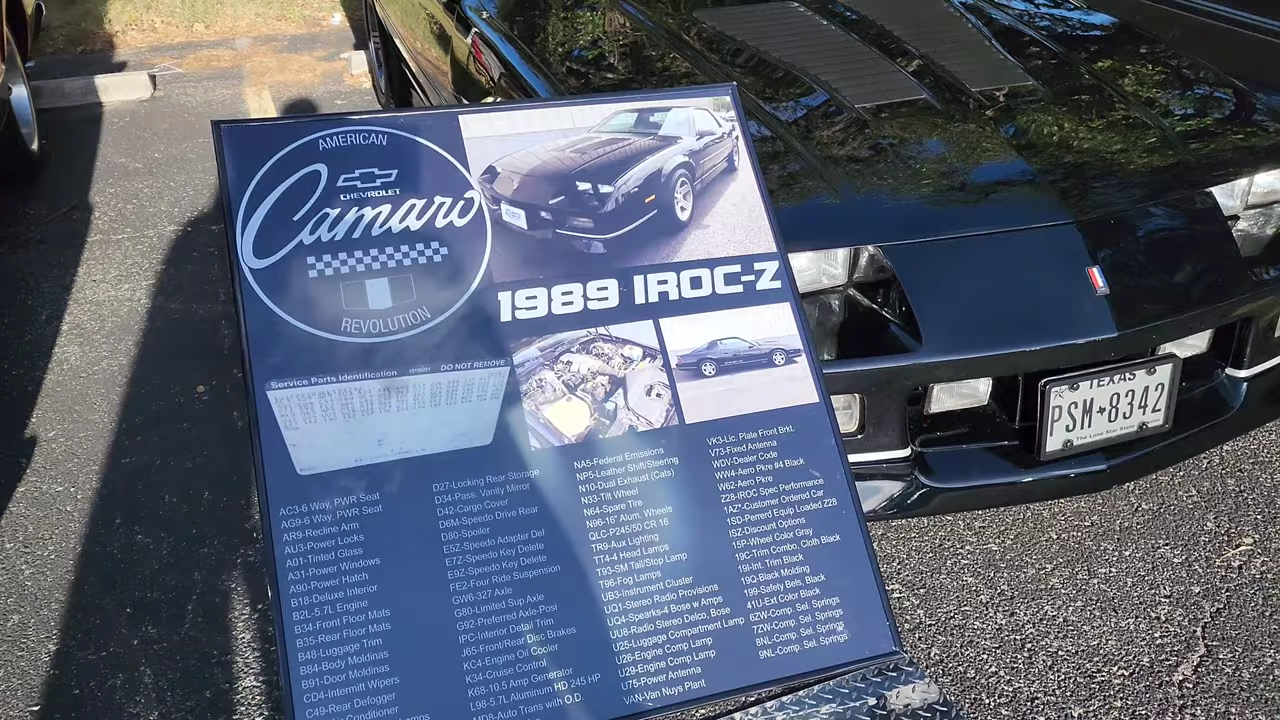 AMERICAN
CHEVROLET
Camaro
REVOLUTION
1989 IROC-Z
Service Parts Identification
DO NOT REMOVE
AC3-6 Way, PWR Seat
AG9-6 Way, PWR Seat
AR9-Recline Arm
AU3-Power Locks
A01-Tinted Glass
A31-Power Windows
A90-Power Hatch
B18-Deluxe Interior
B2L-5.7L Engine
B34-Front Floor Mats
B35-Rear Floor Mats
B48-Luggage Trim
B84-Body Moldinas
B91-Door Moldinas
CD4-Intermitt Wipers
C49-Rear Defogger
Air Conditioner
D27-Locking Rear Storage
D34-Pass. Vanity Mirror
D42-Cargo Cover
D6M-Speedo Drive Rear
D80-Spoiler
E5Z-Speedo Adapter Del
E7Z-Speedo Key Delete
E9Z-Speedo Key Delete
FE2-Four Ride Suspension
GW6-327 Axle
G80-Limited Sup Axle
G92-Preferred Axle-Posi
IPC-Interior Detail Trim
J65-Front/Rear Disc Brakes
KC4-Engine Oil Cooler
K34-Cruise Control
K68-10.5 Amp Generator
L98-5.7L Aluminum HD 245 HP
MD8-Auto Trans with O.D.
NA5-Federal Emissions
NP5-Leather Shift/Steering
N10-Dual Exhaust (Cats)
N33-Tilt Wheel
N64-Spare Tire
N96-16" Alum. Wheels
QLC-P245/50 CR 16
TR9-Aux Lighting
TT4-4 Head Lamps
T93-SM Tail/Stop Lamp
T96-Fog Lamps
UB3-Instrument Cluster
UQ1-Stereo Radio Provisions
UQ4-Spearks-4 Bose w Amps
UU8-Radio Stereo Delco, Bose
U25-Luggage Compartment Lamp
U26-Engine Comp Lamp
U29-Engine Comp Lamp
U75-Power Antenna
VAN-Van Nuys Plant
VK3-Lic. Plate Front Brkt.
V73-Fixed Antenna
WDV-Dealer Code
WW4-Aero Pkre #4 Black
W62-Aero Pkre
Z28-IROC Spec Performance
1AZ"-Customer Ordered Car
1SD-Perrerd Equip Loaded Z28
ISZ-Discount Options
15P-Wheel Color Gray
19C-Trim Combo, Cloth Black
19I-Int. Trim Black
19Q-Black Molding
199-Safety Bels. Black
41U-Ext Color Black
6ZW-Comp. Sel. Springs
7ZN-Comp. Sel. Springs
8NL-Comp. Sel. Springs
9NL-Comp. Sel. Springs
TEXAS
PSM 8342
The Lone Star State